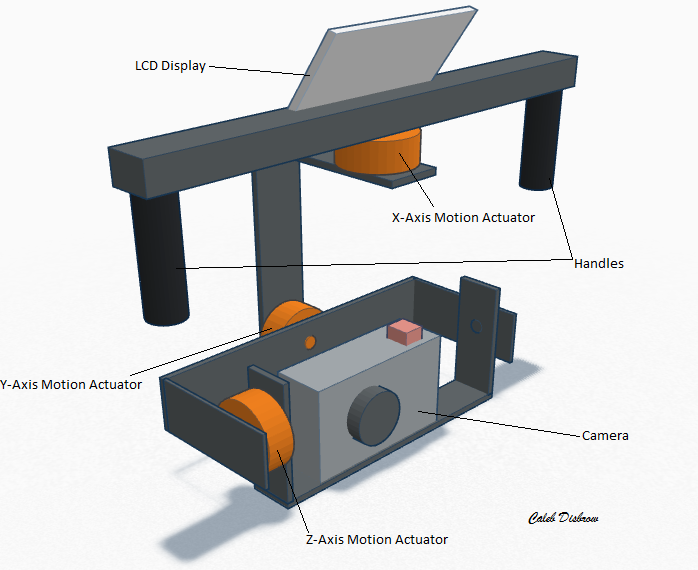 LCD Display
X-Axis Motion Actuator
Handles
Y-Axis Motion Actuator
Camera
Caleb Disbrow
Z-Axis Motion Actuator